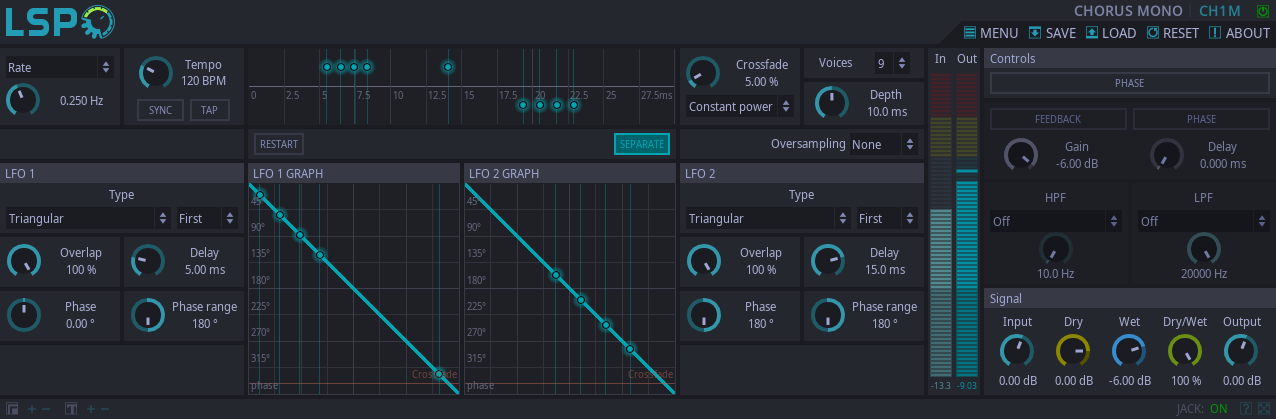 LSP
CHORUS MONO CH1M
MENU SAVE LOAD RESET ABOUT
Rate
0.250 Hz
Tempo
120 BPM
SYNC TAP
0 2.5 5 7.5 10 12.5 15 17.5 20 22.5 25 27.5ms
Crossfade
5.00 %
Constant power
Voices 9
Depth
10.0 ms
RESTART SEPARATE
Oversampling None
In Out
-13.3 -9.03
Controls
PHASE
FEEDBACK PHASE
Gain
-6.00 dB
Delay
0.000 ms
HPF LPF
Off Off
10.0 Hz 20000 Hz
LFO 1
Type
Triangular First
Overlap
100 %
Delay
5.00 ms
Phase
0.00 °
Phase range
180 °
LFO 1 GRAPH
45°
90°
135°
180°
225°
270°
315°
Crossfade
phase
LFO 2 GRAPH
45°
90°
135°
180°
225°
270°
315°
Crossfade
phase
LFO 2
Type
Triangular First
Overlap
100 %
Delay
15.0 ms
Phase
180 °
Phase range
180 °
Signal
Input Dry Wet Dry/Wet Output
0.00 dB 0.00 dB -6.00 dB 100 % 0.00 dB
JACK: ON